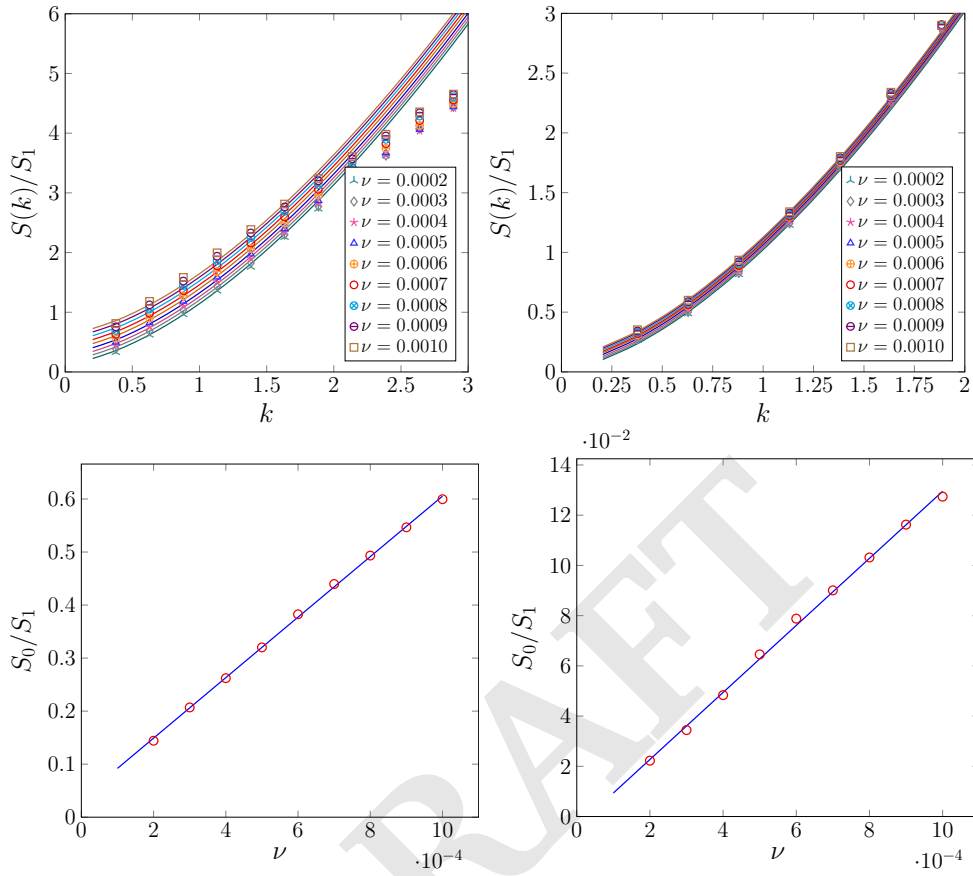 6
5
4
3
2
1
0
S(k)/S₁
0 0.5 1 1.5 2 2.5 3
k
ν = 0.0002
ν = 0.0003
ν = 0.0004
ν = 0.0005
ν = 0.0006
ν = 0.0007
ν = 0.0008
ν = 0.0009
ν = 0.0010
3
2.5
2
1.5
1
0.5
0
S(k)/S₁
0 0.25 0.5 0.75 1 1.25 1.5 1.75 2
k
ν = 0.0002
ν = 0.0003
ν = 0.0004
ν = 0.0005
ν = 0.0006
ν = 0.0007
ν = 0.0008
ν = 0.0009
ν = 0.0010
0.6
0.5
0.4
0.3
0.2
0.1
0
S₀/S₁
0 2 4 6 8 10
ν
·10⁻⁴
·10⁻²
14
12
10
8
6
4
2
0
S₀/S₁
0 2 4 6 8 10
ν
·10⁻⁴
RAFT